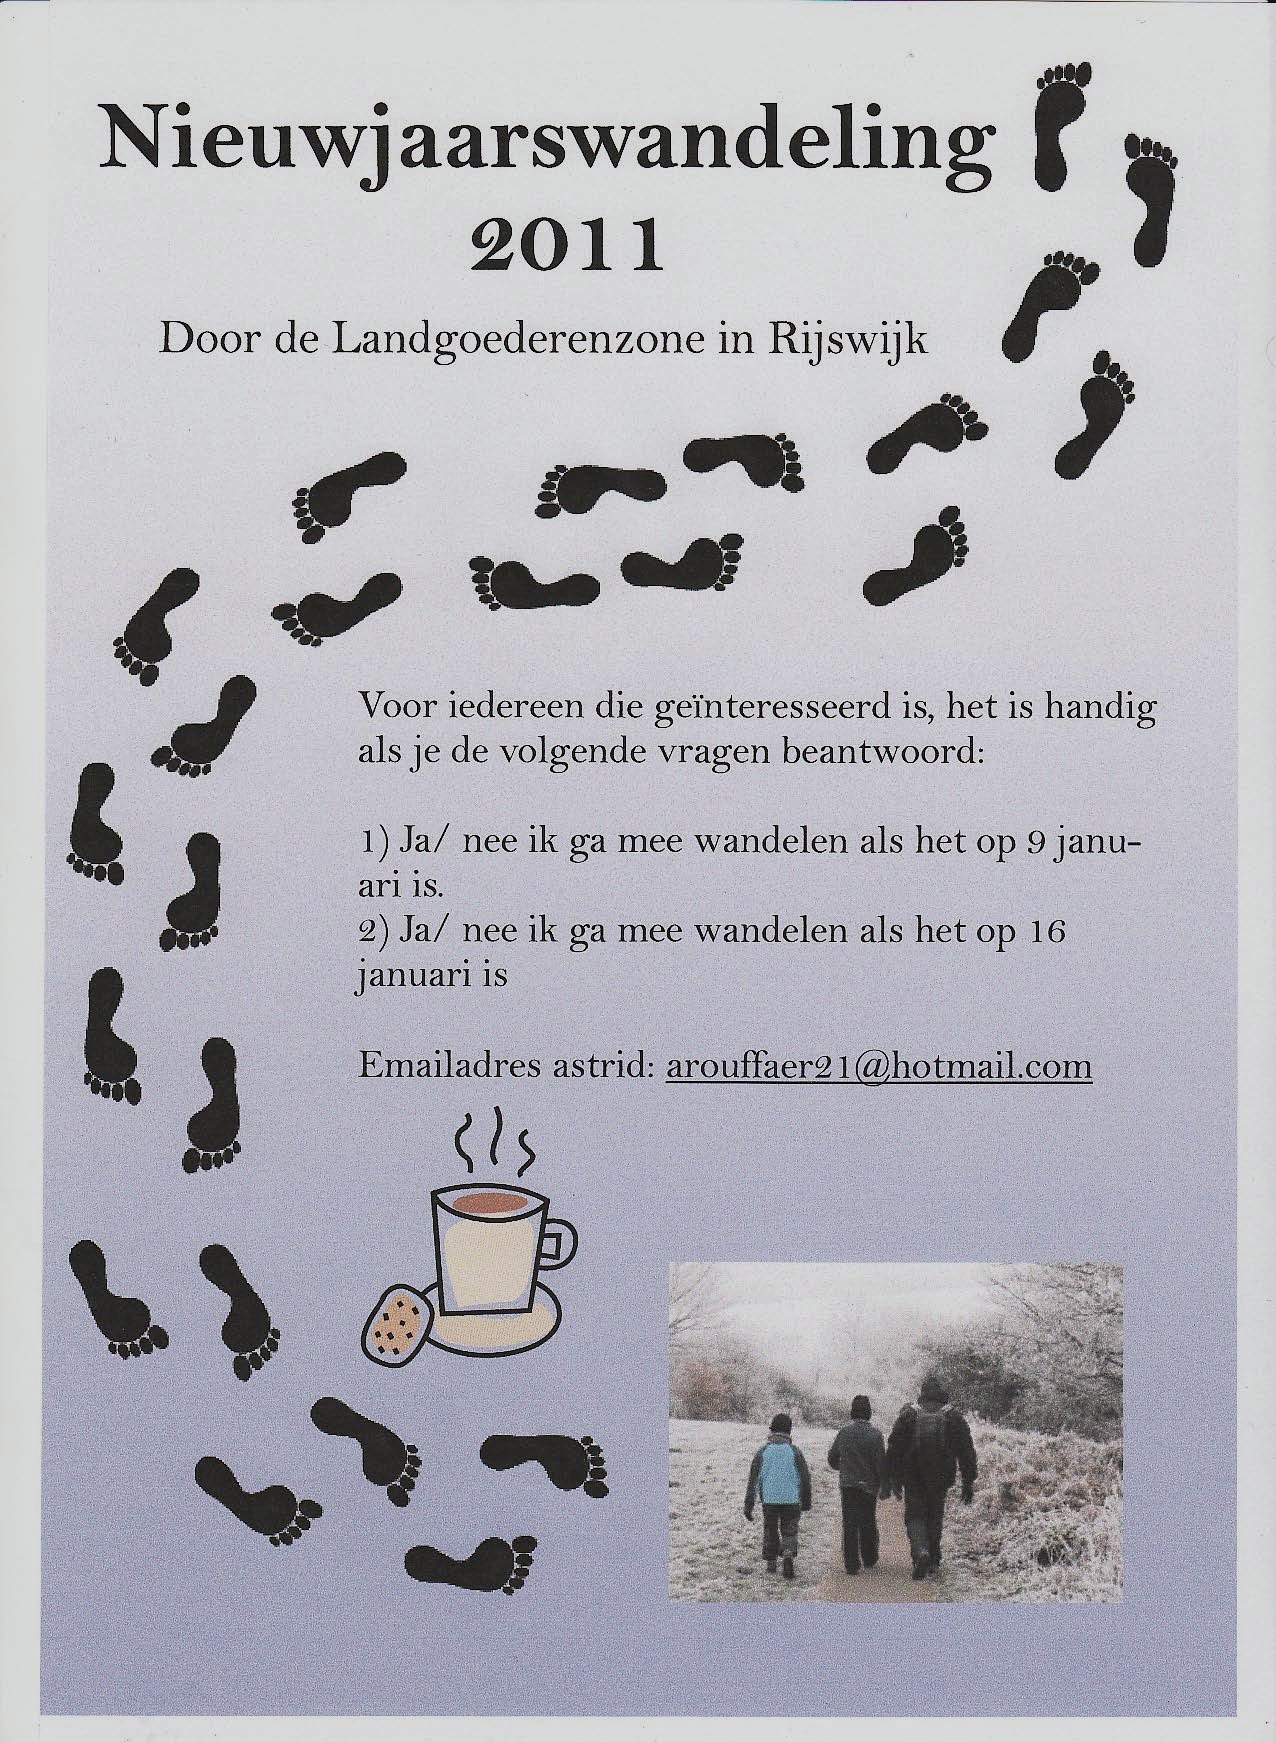 Nieuwjaarswandeling
2011
Door de Landgoederenzone in Rijswijk
Voor iedereen die geïnteresseerd is, het is handig
als je de volgende vragen beantwoord:
1) Ja/ nee ik ga mee wandelen als het op 9 janu-
ari is.
2) Ja/ nee ik ga mee wandelen als het op 16
januari is
Emailadres astrid: arouffaer21@hotmail.com